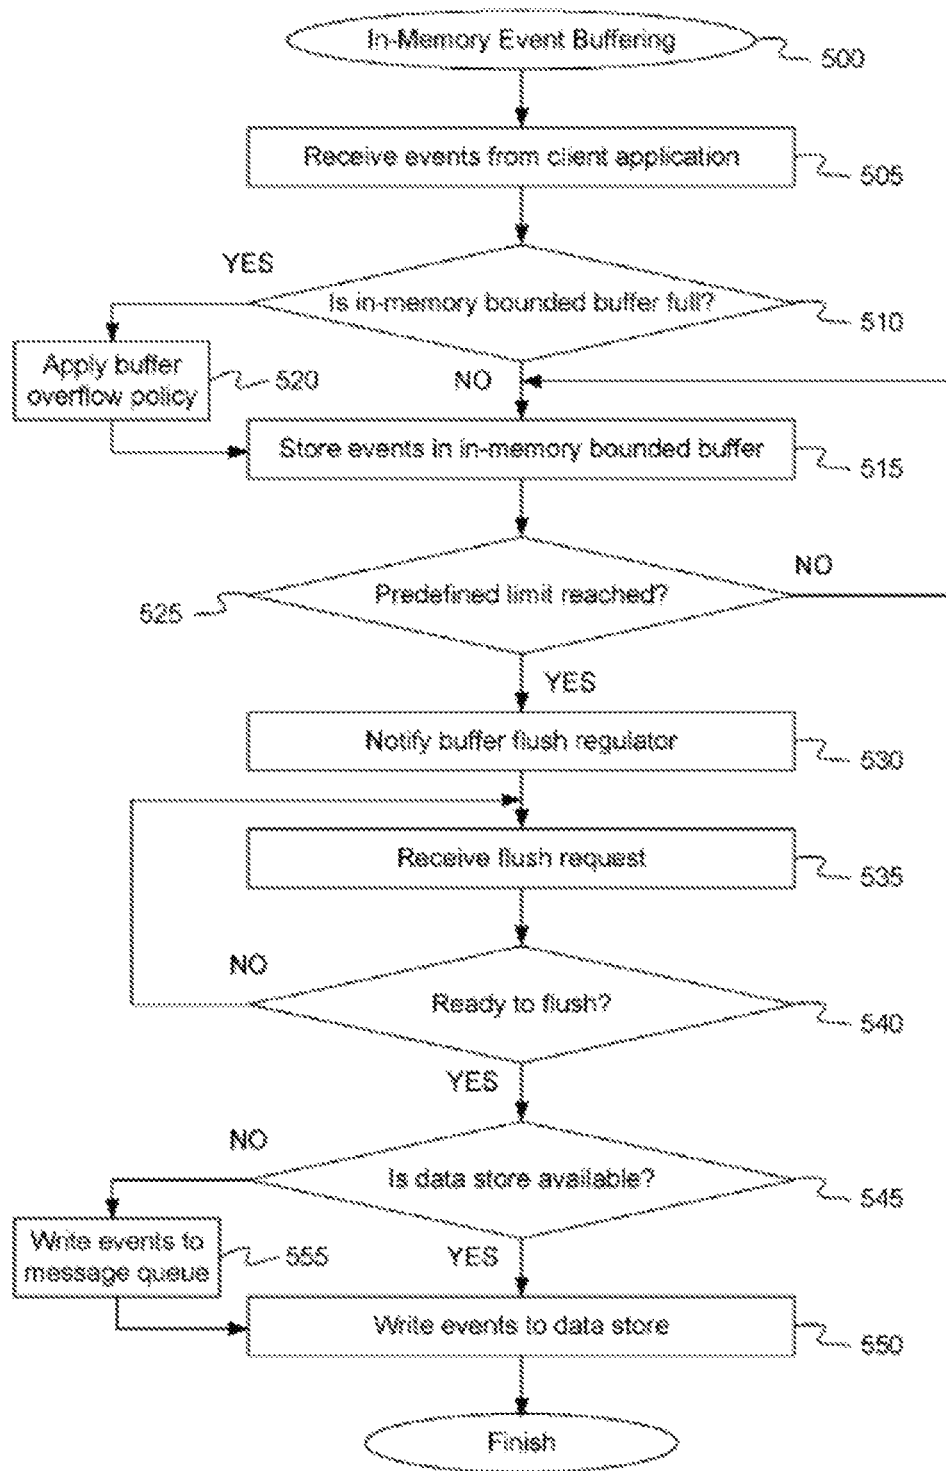 In-Memory Event Buffering
500
Receive events from client application
505
YES
Is in-memory bounded buffer full?
510
Apply buffer
overflow policy
520
NO
Store events in in-memory bounded buffer
515
Predefined limit reached?
NO
525
YES
Notify buffer flush regulator
530
Receive flush request
535
NO
Ready to flush?
540
YES
NO
Is data store available?
545
Write events to
message queue
555
YES
Write events to data store
550
Finish